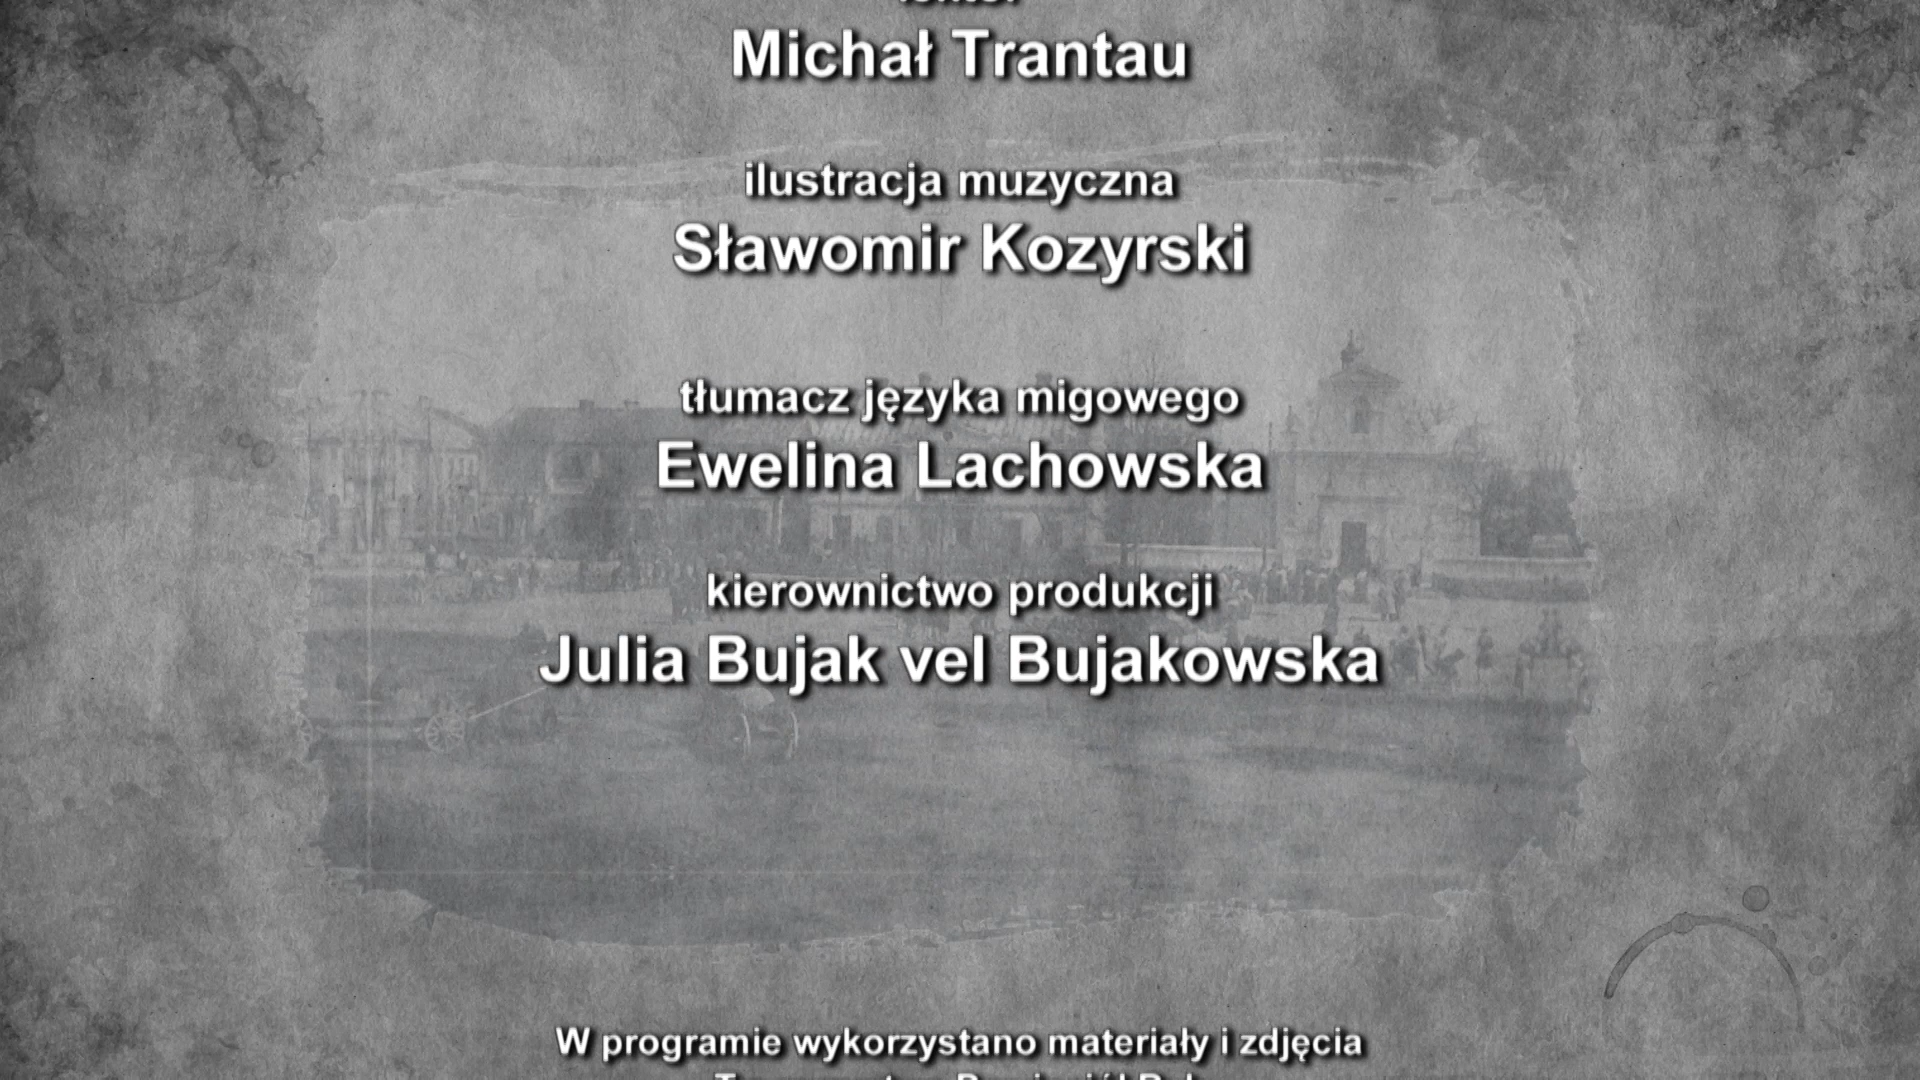 Michał Trantau
ilustracja muzyczna
Sławomir Kozyrski
tłumacz języka migowego
Ewelina Lachowska
kierownictwo produkcji
Julia Bujak vel Bujakowska
W programie wykorzystano materiały i zdjęcia